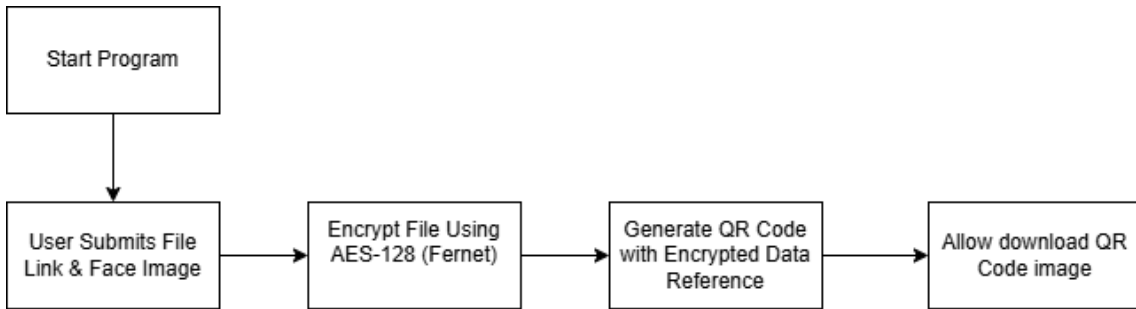 Start Program
User Submits File
Link & Face Image
Encrypt File Using
AES-128 (Fernet)
Generate QR Code
with Encrypted Data
Reference
Allow download QR
Code image